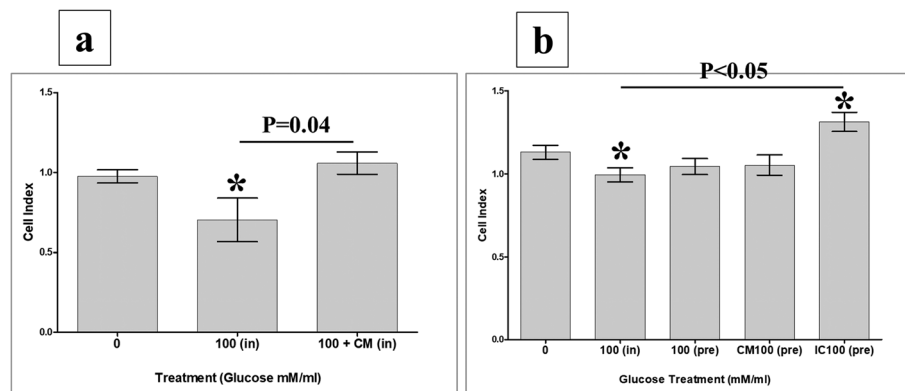 a
P=0.04
*
1.5
1.0
0.5
0.0
Cell Index
0
100 (in)
100 + CM (in)
Treatment (Glucose mM/ml)
b
P<0.05
*
*
1.5
1.0
0.5
0.0
Cell Index
0
100 (in)
100 (pre)
CM100 (pre)
IC100 (pre)
Glucose Treatment (mM/ml)